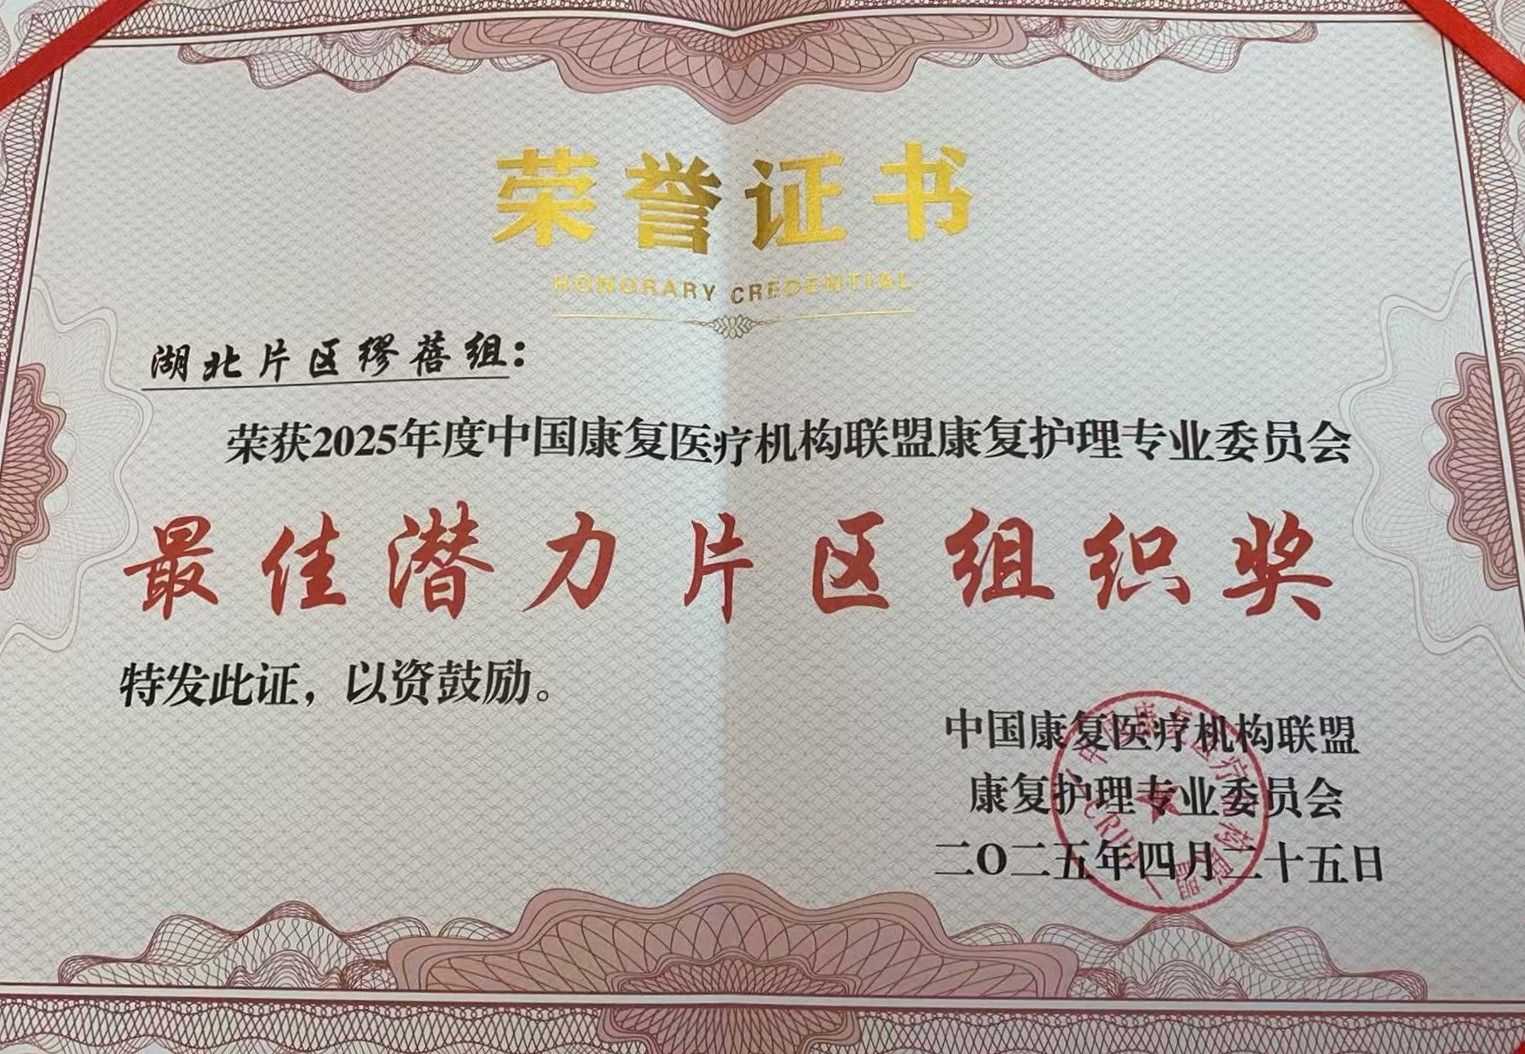 荣誉证书
HONORARY CREDENTIAL
湖北片区缪蓓组：
荣获2025年度中国康复医疗机构联盟康复护理专业委员会
最佳潜力片区组织奖
特发此证，以资鼓励。
中国康复医疗机构联盟
康复护理专业委员会
二〇二五年四月二十五日